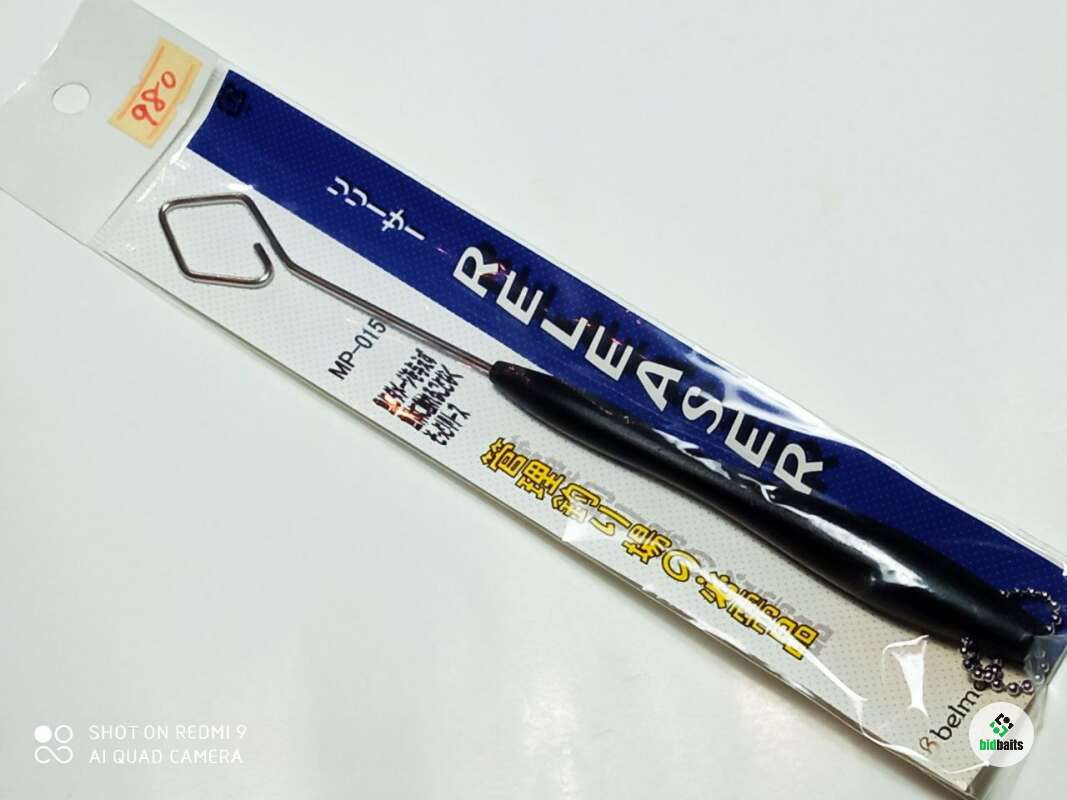 980
リリーサー
RELEASER
MP-015
管理釣り場の必需品
belmo
SHOT ON REDMI 9
AI QUAD CAMERA
bidbaits